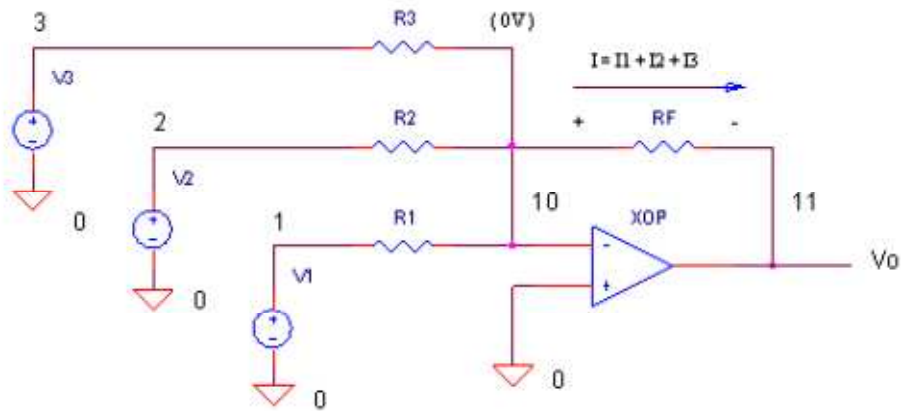 3
R3
(0V)
I=I1+I2+I3
V3
2
R2
+
RF
-
0
V2
1
R1
10
XOP
11
Vo
0
V1
0
0